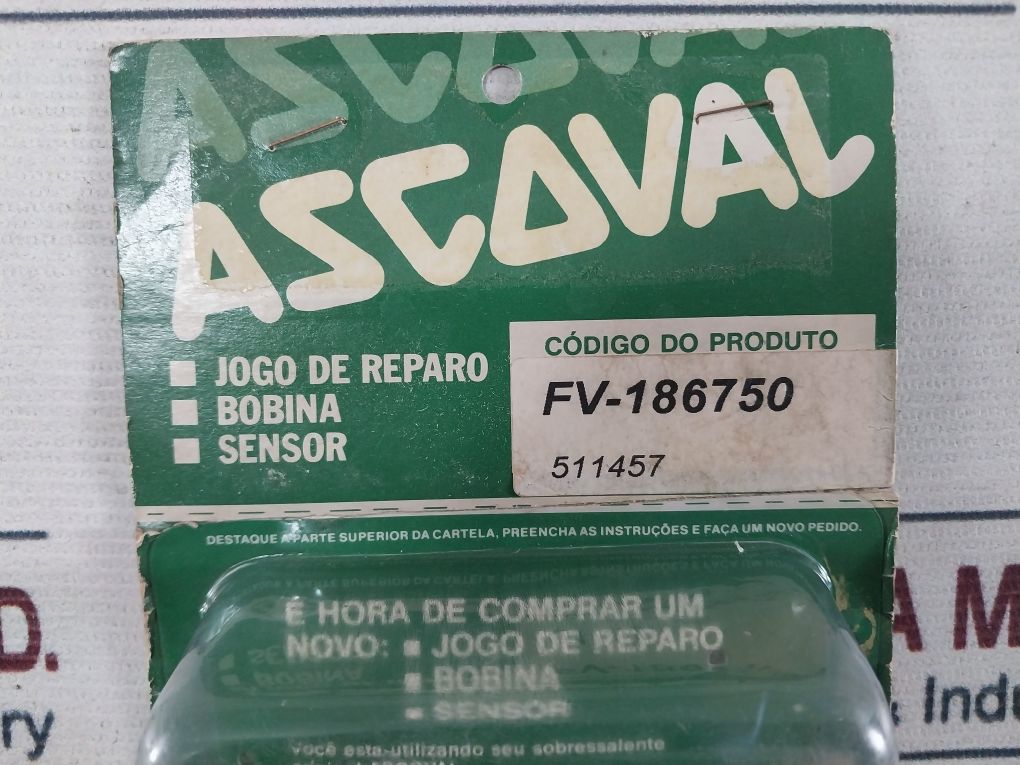 ASCOVAL
ASCOVAL
JOGO DE REPARO
BOBINA
SENSOR
CÓDIGO DO PRODUTO
FV-186750
511457
DESTAQUE A PARTE SUPERIOR DA CARTELA, PREENCHA AS INSTRUÇÕES E FAÇA UM NOVO PEDIDO.
É HORA DE COMPRAR UM
NOVO: JOGO DE REPARO
BOBINA
SENSOR
Você esta utilizando seu sobressalente
D.
A M
ry
& Indu